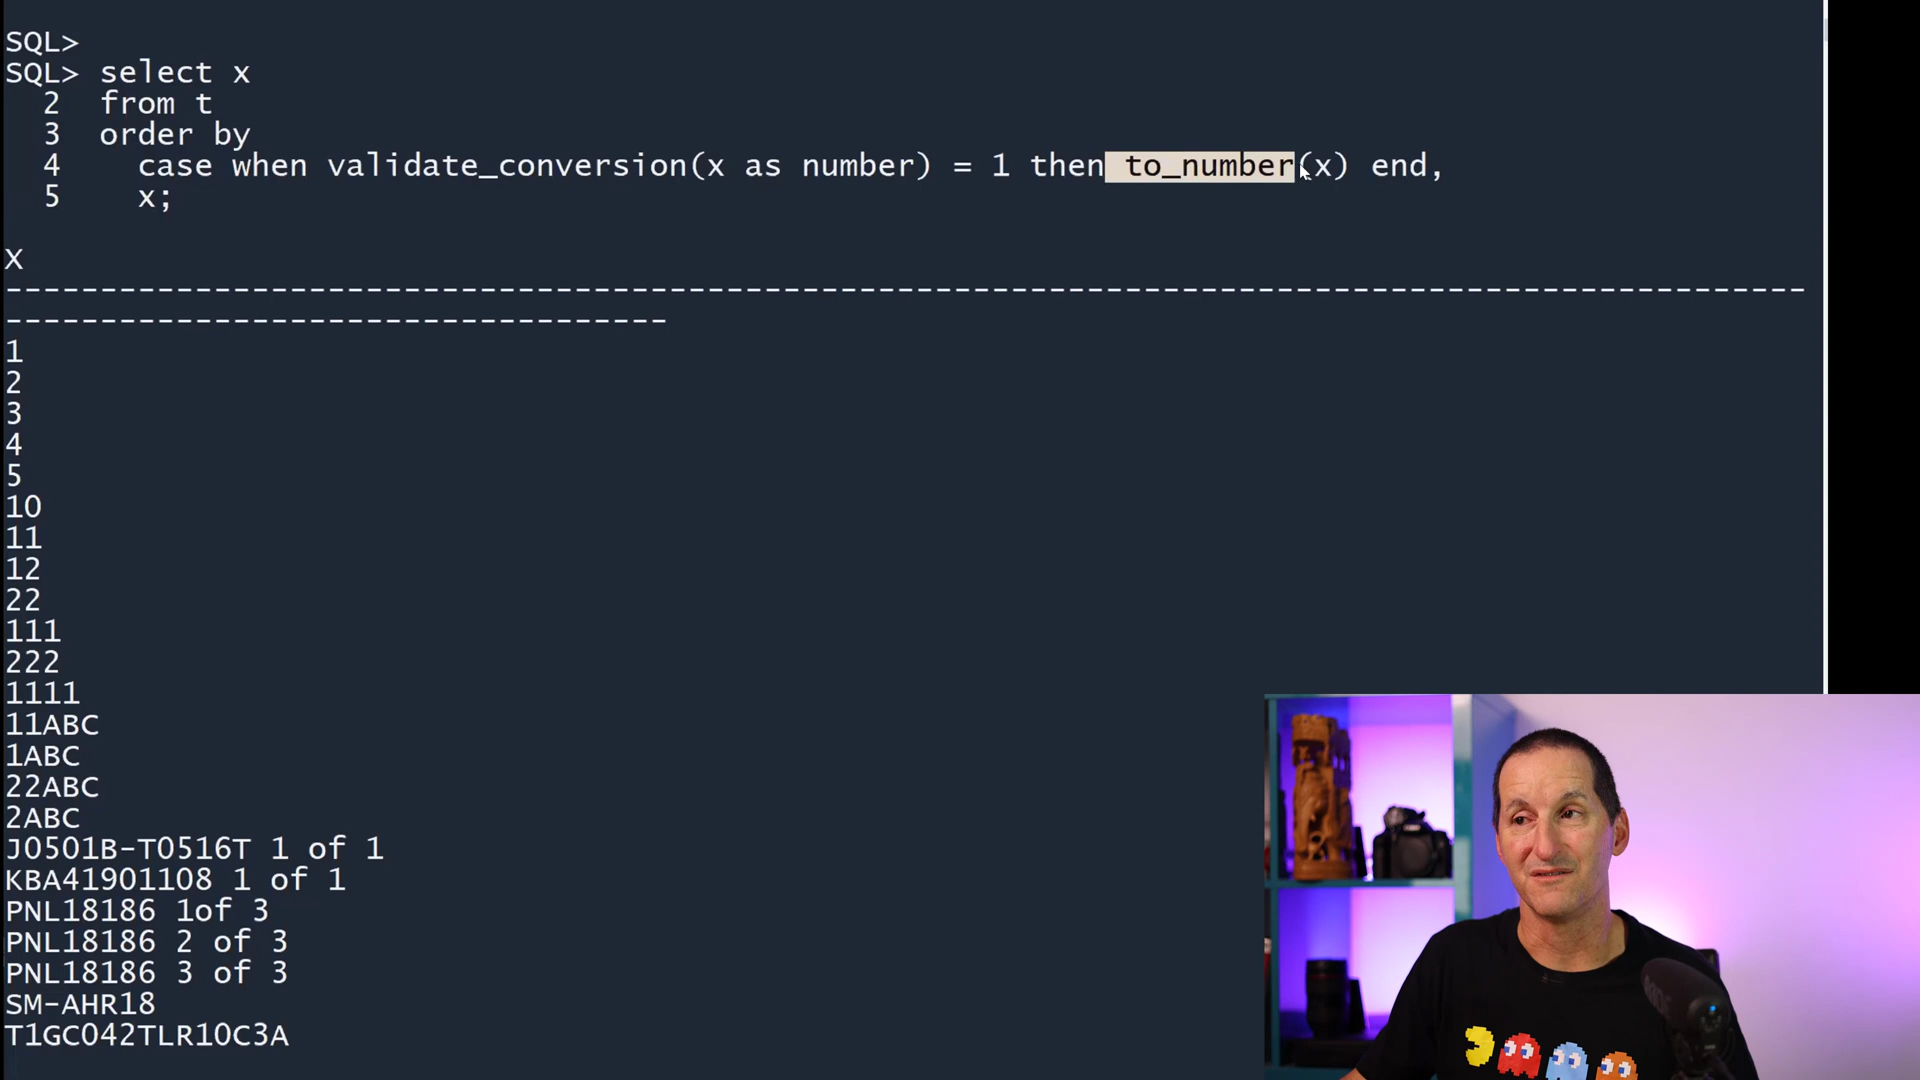 SQL>
SQL> select x
2 from t
3 order by
4 case when validate_conversion(x as number) = 1 then to_number(x) end,
5 x;
X
------------------------------------------------------------------------------------------------
-----------------------------------
1
2
3
4
5
10
11
12
22
111
222
1111
11ABC
1ABC
22ABC
2ABC
J0501B-T0516T 1 of 1
KBA41901108 1 of 1
PNL18186 1of 3
PNL18186 2 of 3
PNL18186 3 of 3
SM-AHR18
T1GC042TLR10C3A